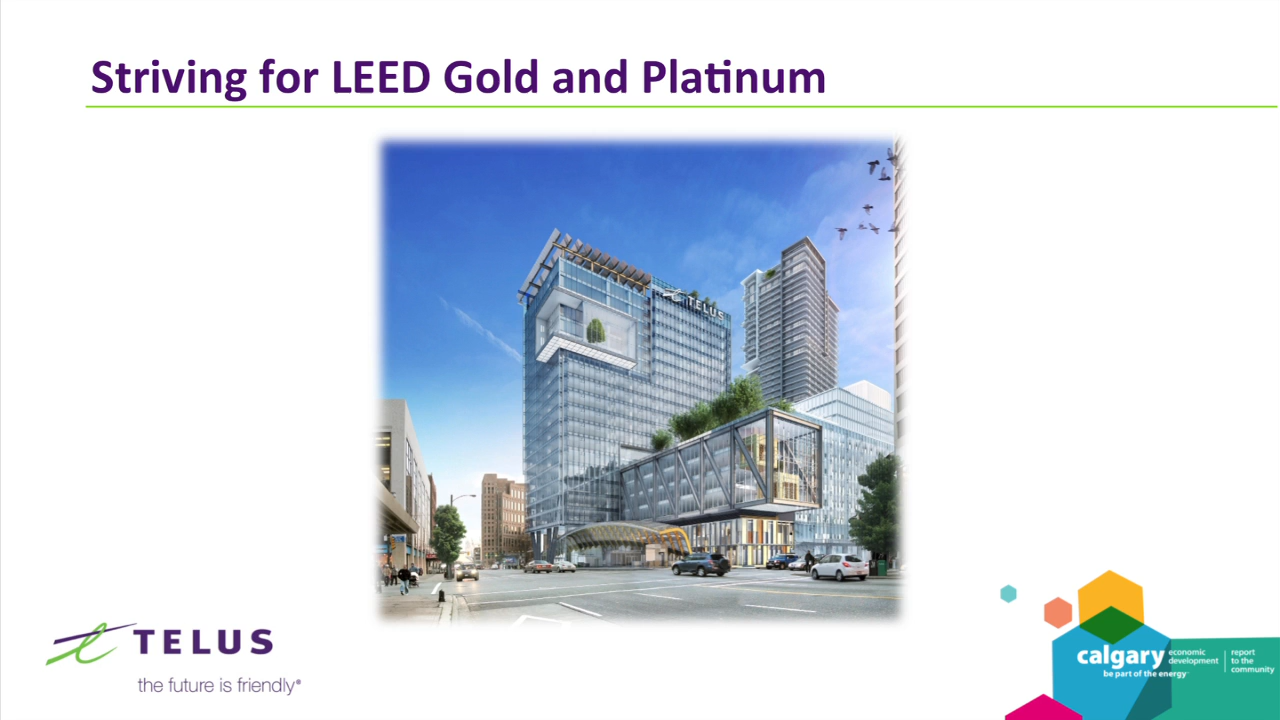 Striving for LEED Gold and Platinum
TELUS
TELUS
the future is friendly®
calgary
economic
development
report
to the
community
be part of the energy